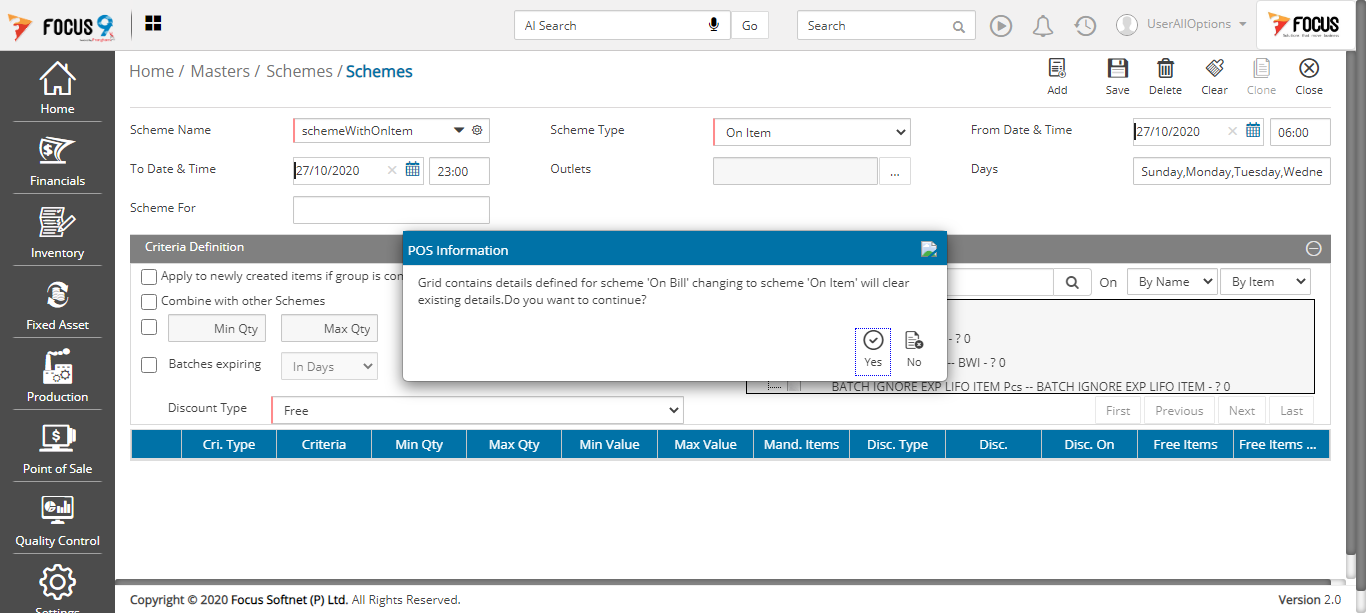 FOCUS 9
AI Search
Go
Search
UserAllOptions
FOCUS
Home / Masters / Schemes / Schemes
Add
Save
Delete
Clear
Clone
Close
Home
Financials
Inventory
Fixed Asset
Production
Point of Sale
Quality Control
Settings
Scheme Name
schemeWithOnItem
Scheme Type
On Item
From Date & Time
27/10/2020
06:00
To Date & Time
27/10/2020
23:00
Outlets
...
Days
Sunday,Monday,Tuesday,Wedne
Scheme For
Criteria Definition
POS Information
Grid contains details defined for scheme 'On Bill' changing to scheme 'On Item' will clear
existing details.Do you want to continue?
Yes
No
Apply to newly created items if group is con
On
By Name
By Item
Combine with other Schemes
Min Qty
Max Qty
- ? 0
Batches expiring
In Days
-- BWI - ? 0
BATCH IGNORE EXP LIFO ITEM Pcs -- BATCH IGNORE EXP LIFO ITEM - ? 0
Discount Type
Free
First
Previous
Next
Last
Cri. Type
Criteria
Min Qty
Max Qty
Min Value
Max Value
Mand. Items
Disc. Type
Disc.
Disc. On
Free Items
Free Items ...
Copyright © 2020 Focus Softnet (P) Ltd. All Rights Reserved.
Version 2.0